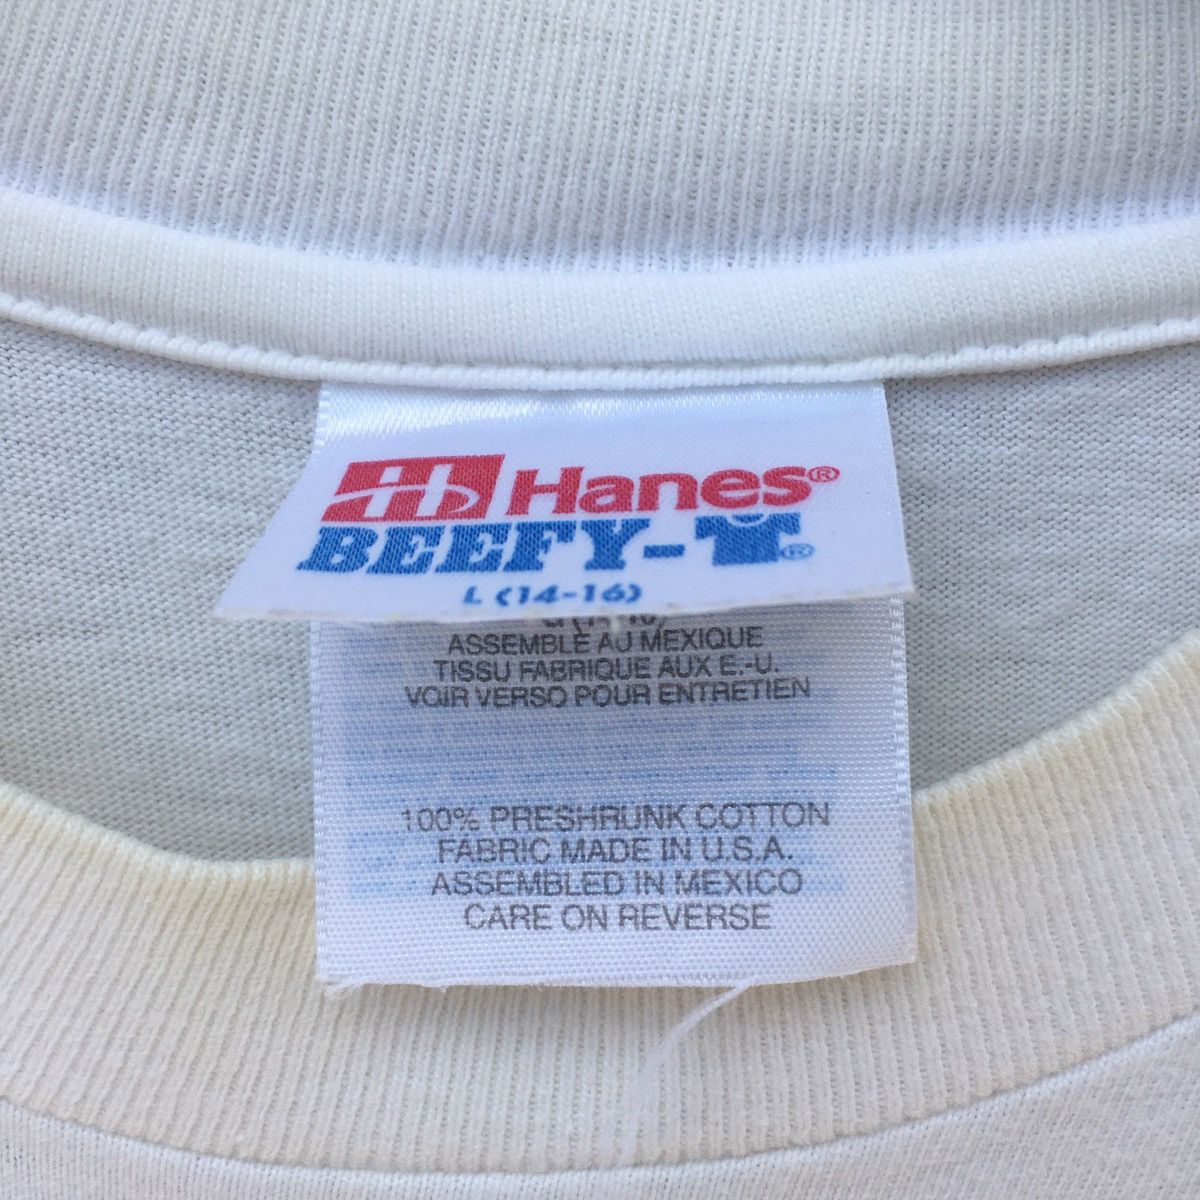 Hanes®
BEEFY-T®
L (14-16)
ASSEMBLE AU MEXIQUE
TISSU FABRIQUE AUX E.-U.
VOIR VERSO POUR ENTRETIEN
100% PRESHRUNK COTTON
FABRIC MADE IN U.S.A.
ASSEMBLED IN MEXICO
CARE ON REVERSE